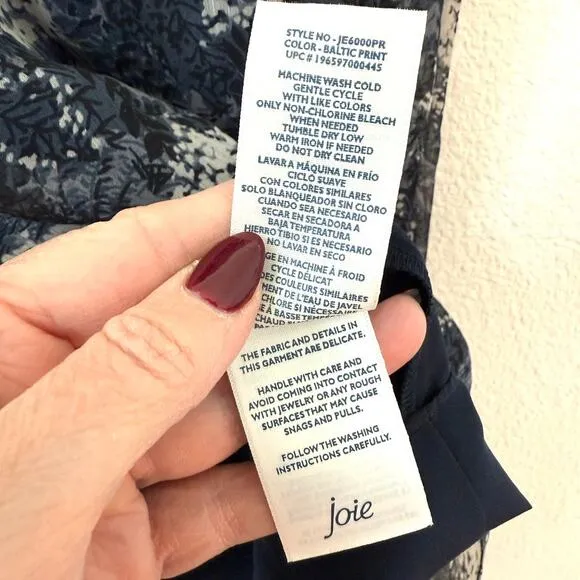 STYLE NO - JE6000PR
COLOR - BALTIC PRINT
UPC# 196597000445
MACHINE WASH COLD
GENTLE CYCLE
WITH LIKE COLORS
ONLY NON-CHLORINE BLEACH
WHEN NEEDED
TUMBLE DRY LOW
WARM IRON IF NEEDED
DO NOT DRY CLEAN
LAVAR A MÁQUINA EN FRÍO
CICLO SUAVE
CON COLORES SIMILARES
SOLO BLANQUEADOR SIN CLORO
CUANDO SEA NECESARIO
SECAR EN SECADORA A
BAJA TEMPERATURA
HIERRO TIBIO SI ES NECESARIO
NO LAVAR EN SECO
EN MACHINE À FROID
CYCLE DÉLICAT
DES COULEURS SIMILAIRES
DE L'EAU DE JAVEL
CHLORE SI NÉCESSAIRE
À BASSE
THE FABRIC AND DETAILS IN
THIS GARMENT ARE DELICATE.
HANDLE WITH CARE AND
AVOID COMING INTO CONTACT
WITH JEWELRY OR ANY ROUGH
SURFACES THAT MAY CAUSE
SNAGS AND PULLS.
FOLLOW THE WASHING
INSTRUCTIONS CAREFULLY.
joie